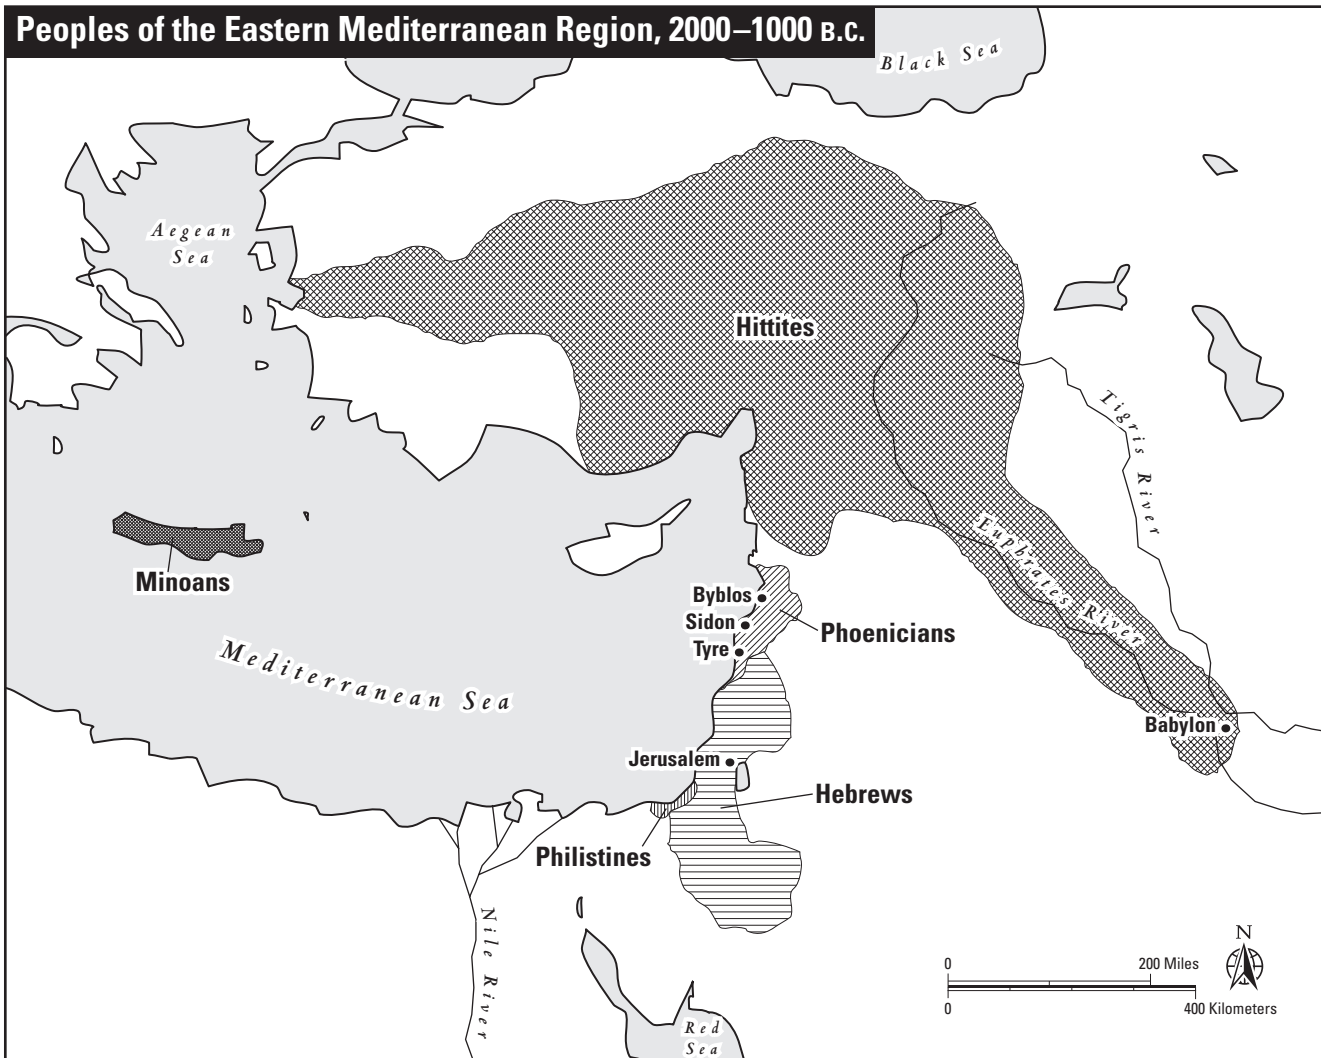 Peoples of the Eastern Mediterranean Region, 2000–1000 B.C.
Black Sea
Aegean
Sea
Hittites
Tigris River
Euphrates River
Minoans
Byblos
Sidon
Phoenicians
Tyre
Mediterranean Sea
Babylon
Jerusalem
Hebrews
Philistines
Nile River
N
0
200 Miles
0
400 Kilometers
Red
Sea